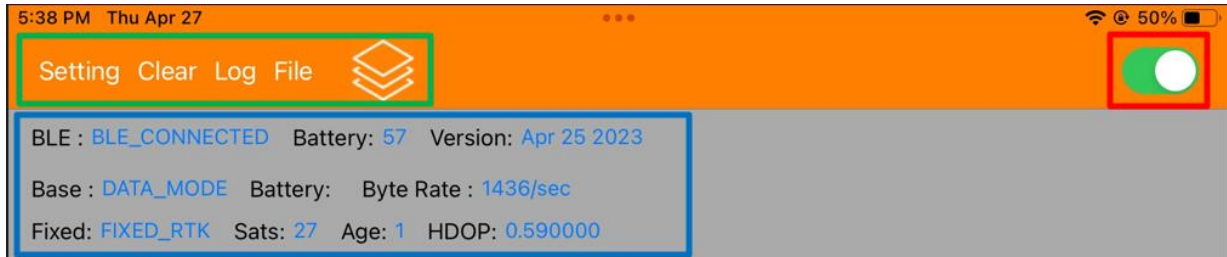 5:38 PM Thu Apr 27 50%
Setting Clear Log File
BLE : BLE_CONNECTED Battery: 57 Version: Apr 25 2023
Base : DATA_MODE Battery: Byte Rate : 1436/sec
Fixed: FIXED_RTK Sats: 27 Age: 1 HDOP: 0.590000